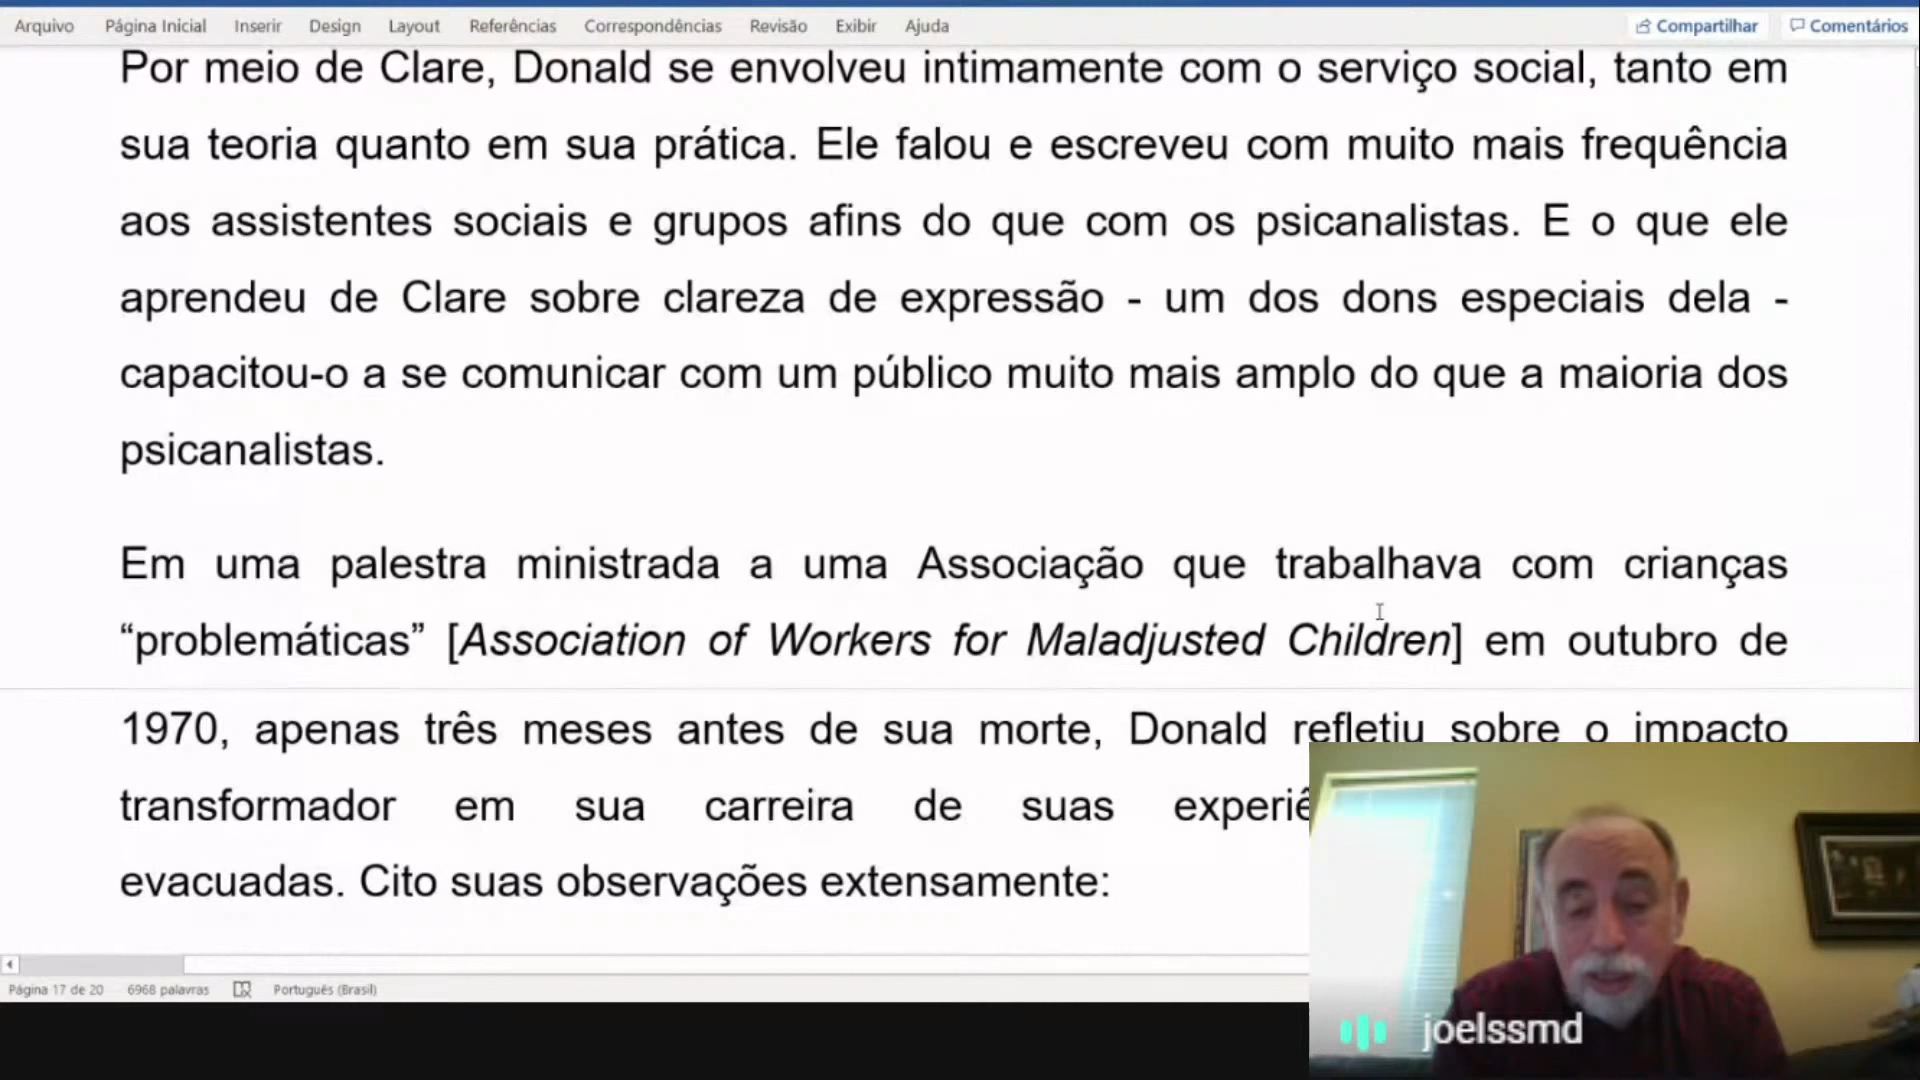 Arquivo Página Inicial Inserir Design Layout Referências Correspondências Revisão Exibir Ajuda Compartilhar Comentários
Por meio de Clare, Donald se envolveu intimamente com o serviço social, tanto em
sua teoria quanto em sua prática. Ele falou e escreveu com muito mais frequência
aos assistentes sociais e grupos afins do que com os psicanalistas. E o que ele
aprendeu de Clare sobre clareza de expressão - um dos dons especiais dela -
capacitou-o a se comunicar com um público muito mais amplo do que a maioria dos
psicanalistas.
Em uma palestra ministrada a uma Associação que trabalhava com crianças
“problemáticas” [Association of Workers for Maladjusted Children] em outubro de
1970, apenas três meses antes de sua morte, Donald refletiu sobre o impacto
transformador em sua carreira de suas
evacuadas. Cito suas observações extensamente:
Página 17 de 20 6968 palavras Português (Brasil)
joelssmd